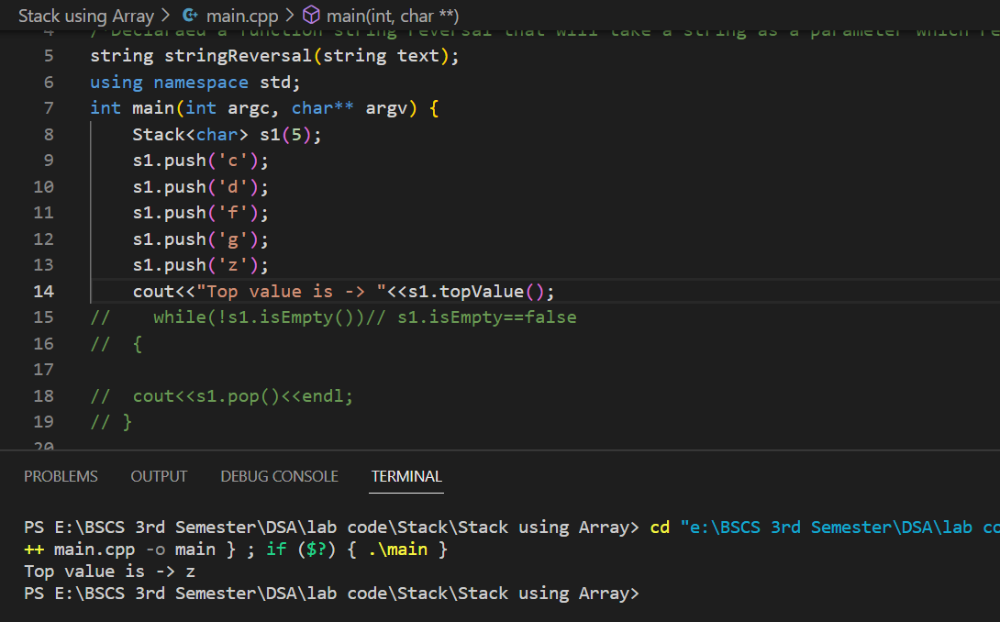 Stack using Array > main.cpp > main(int, char **)
4 /*Declaraed a function string reversal that will take a string as a parameter which re
5 string stringReversal(string text);
6 using namespace std;
7 int main(int argc, char** argv) {
8 Stack<char> s1(5);
9 s1.push('c');
10 s1.push('d');
11 s1.push('f');
12 s1.push('g');
13 s1.push('z');
14 cout<<"Top value is -> "<<s1.topValue();
15 // while(!s1.isEmpty())// s1.isEmpty==false
16 // {
17
18 // cout<<s1.pop()<<endl;
19 // }
20
PROBLEMS OUTPUT DEBUG CONSOLE TERMINAL
PS E:\BSCS 3rd Semester\DSA\lab code\Stack\Stack using Array> cd "e:\BSCS 3rd Semester\DSA\lab co
++ main.cpp -o main } ; if ($?) { .\main }
Top value is -> z
PS E:\BSCS 3rd Semester\DSA\lab code\Stack\Stack using Array>